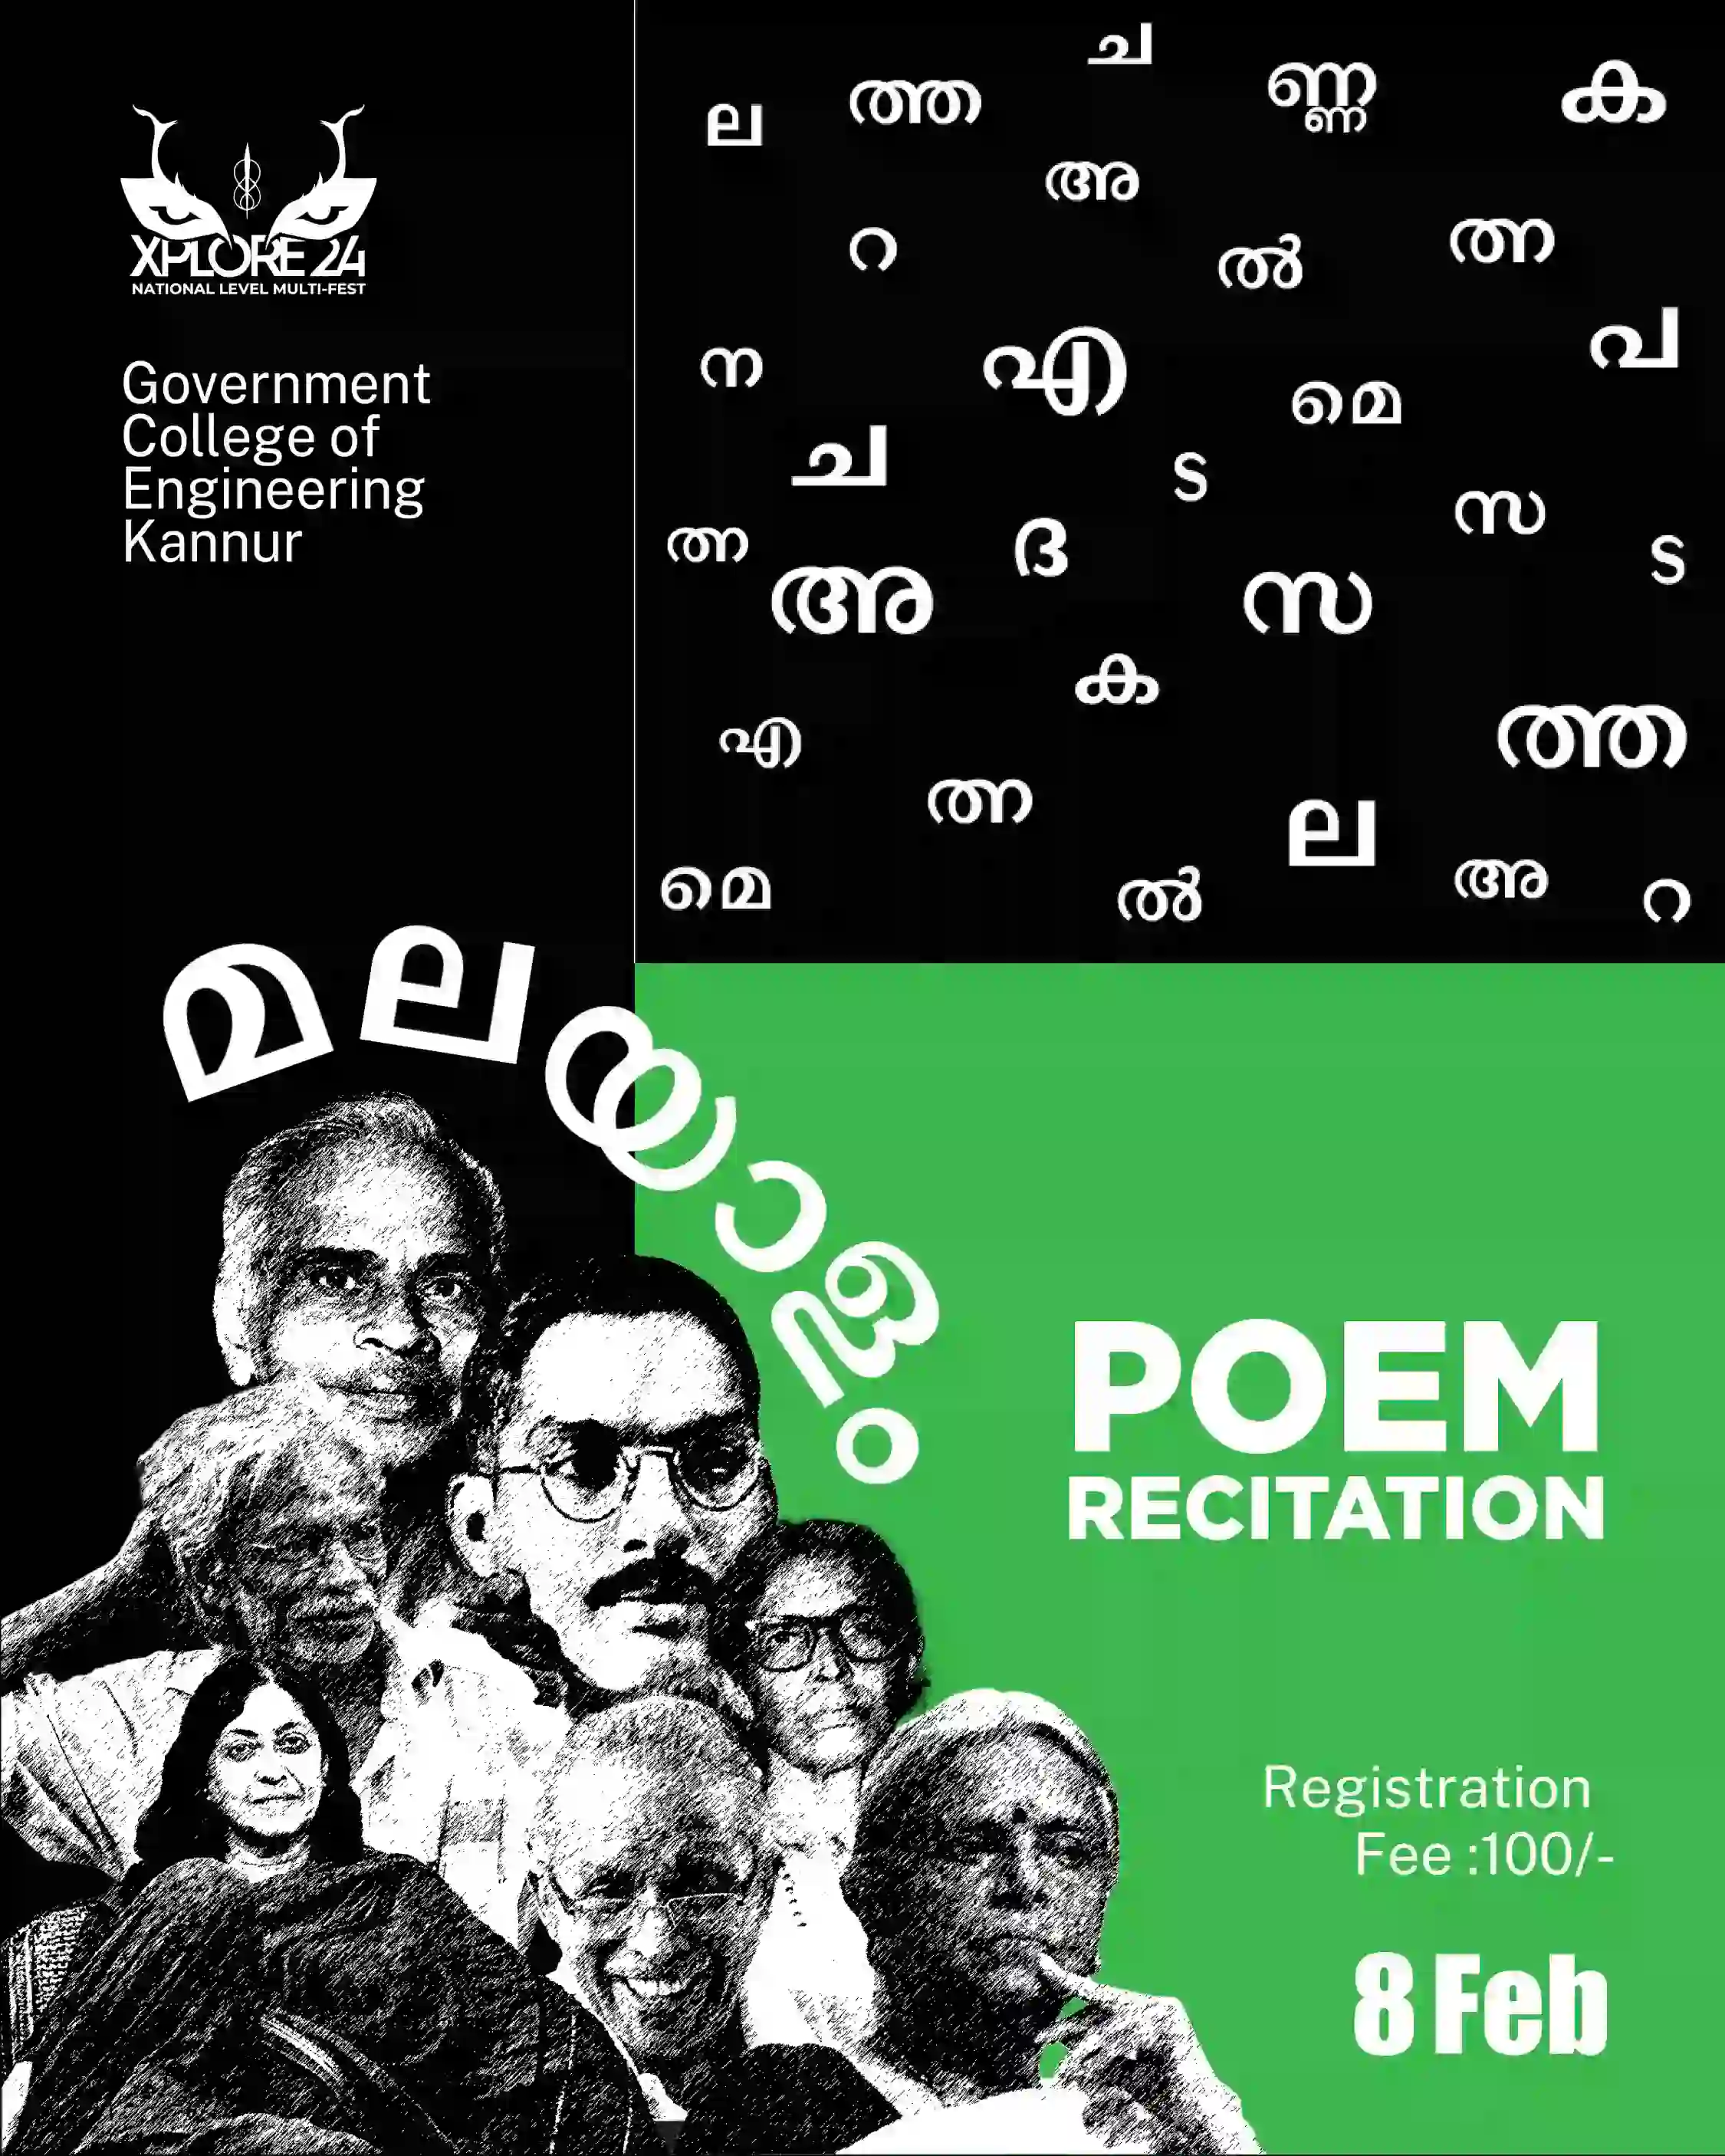 XPLORE 24
NATIONAL LEVEL MULTI-FEST
Government
College of
Engineering
Kannur
ച
ല ത്ത ണ്ണ ക
അ
റ ൽ ത്ന
ന എ മെ പ
ച ട സ
ത്ന അ ദ സ ട
ക
എ ത്ത
ത്ന ല
മെ ൽ അ റ
മലയാളം
POEM
RECITATION
Registration
Fee :100/-
8 Feb